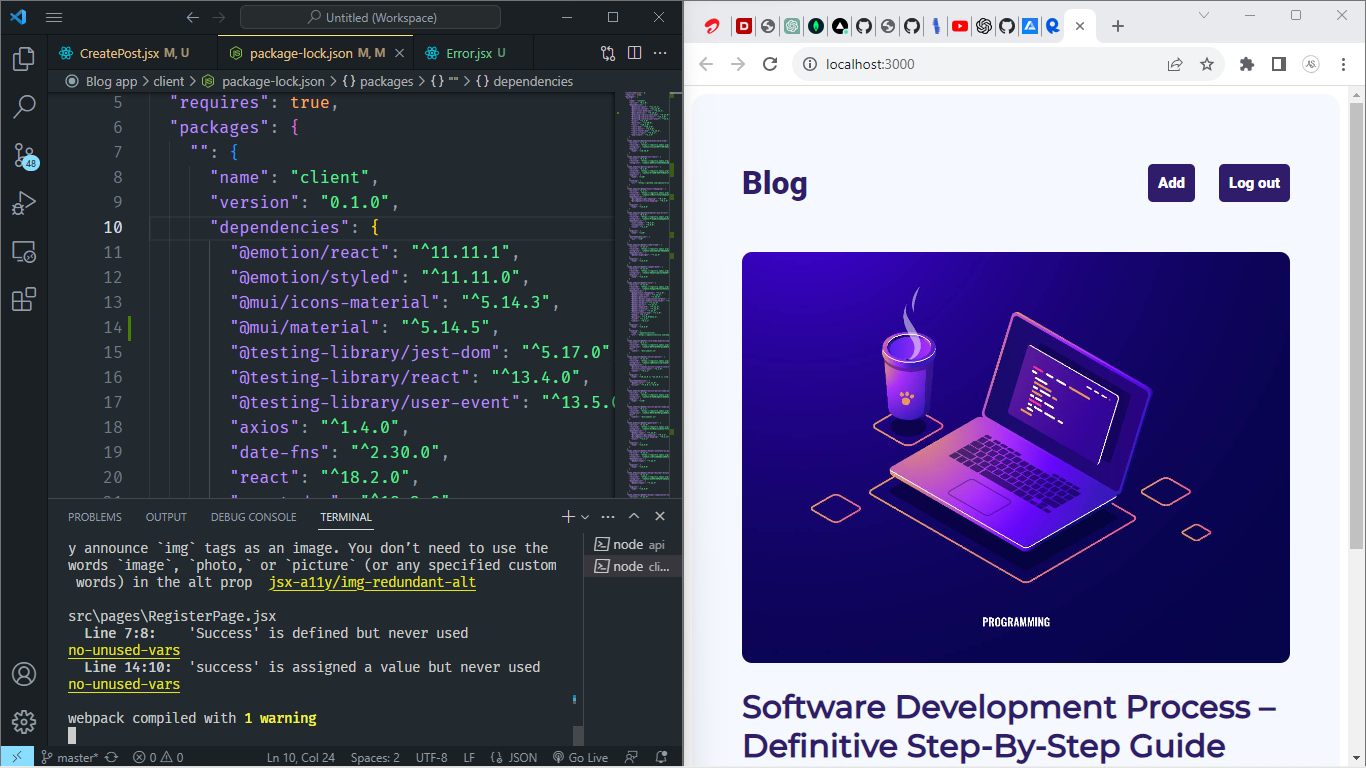 Untitled (Workspace)
CreatePost.jsx M, U
package-lock.json M, M
Error.jsx U
Blog app > client > package-lock.json > { } packages > { } "" > { } dependencies
5 "requires": true,
6 "packages": {
7 "": {
8 "name": "client",
9 "version": "0.1.0",
10 "dependencies": {
11 "@emotion/react": "^11.11.1",
12 "@emotion/styled": "^11.11.0",
13 "@mui/icons-material": "^5.14.3",
14 "@mui/material": "^5.14.5",
15 "@testing-library/jest-dom": "^5.17.0"
16 "@testing-library/react": "^13.4.0",
17 "@testing-library/user-event": "^13.5.0
18 "axios": "^1.4.0",
19 "date-fns": "^2.30.0",
20 "react": "^18.2.0",
48
PROBLEMS
OUTPUT
DEBUG CONSOLE
TERMINAL
y announce `img` tags as an image. You don’t need to use the
words `image`, `photo,` or `picture` (or any specified custom
words) in the alt prop jsx-a11y/img-redundant-alt
src\pages\RegisterPage.jsx
Line 7:8: 'Success' is defined but never used
no-unused-vars
Line 14:10: 'success' is assigned a value but never used
no-unused-vars
webpack compiled with 1 warning
node api
node cli...
master*
0 0
Ln 10, Col 24
Spaces: 2
UTF-8
LF
{} JSON
Go Live
localhost:3000
Blog
Add
Log out
PROGRAMMING
Software Development Process –
Definitive Step-By-Step Guide